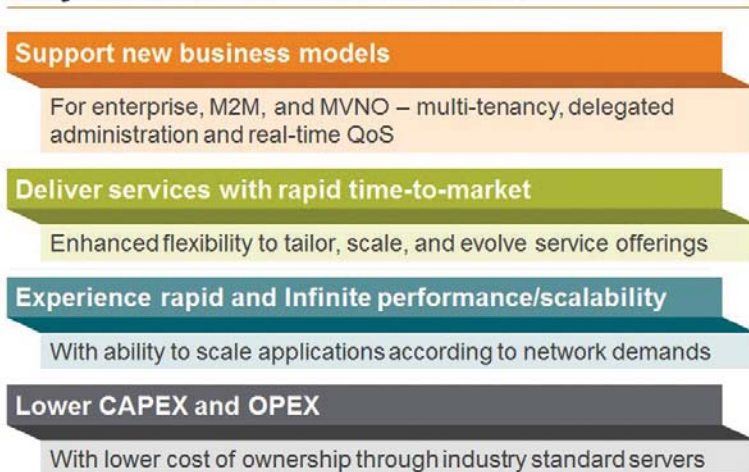 Support new business models
For enterprise, M2M, and MVNO – multi-tenancy, delegated
administration and real-time QoS
Deliver services with rapid time-to-market
Enhanced flexibility to tailor, scale, and evolve service offerings
Experience rapid and Infinite performance/scalability
With ability to scale applications according to network demands
Lower CAPEX and OPEX
With lower cost of ownership through industry standard servers